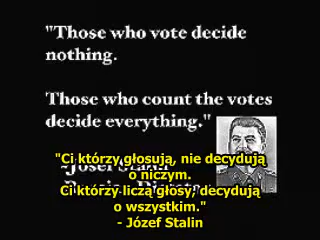 "Those who vote decide
nothing.
Those who count the votes
decide everything."
"Ci którzy głosują, nie decydują
o niczym.
Ci którzy liczą głosy, decydują
o wszystkim."
- Józef Stalin